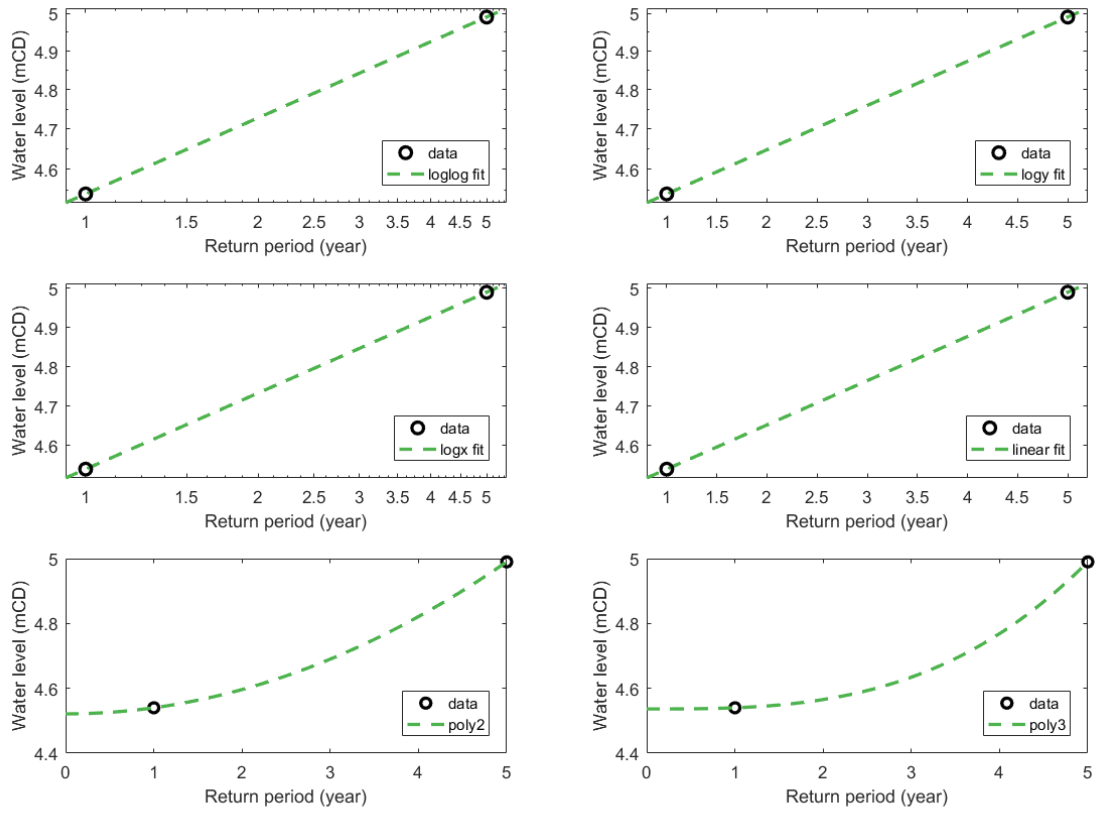 Water level (mCD)
5
4.9
4.8
4.7
4.6
data
loglog fit
1 1.5 2 2.5 3 3.5 4 4.5 5
Return period (year)
Water level (mCD)
5
4.9
4.8
4.7
4.6
data
logy fit
1 1.5 2 2.5 3 3.5 4 4.5 5
Return period (year)
Water level (mCD)
5
4.9
4.8
4.7
4.6
data
logx fit
1 1.5 2 2.5 3 3.5 4 4.5 5
Return period (year)
Water level (mCD)
5
4.9
4.8
4.7
4.6
data
linear fit
1 1.5 2 2.5 3 3.5 4 4.5 5
Return period (year)
Water level (mCD)
5
4.8
4.6
4.4
data
poly2
0 1 2 3 4 5
Return period (year)
Water level (mCD)
5
4.8
4.6
4.4
data
poly3
0 1 2 3 4 5
Return period (year)